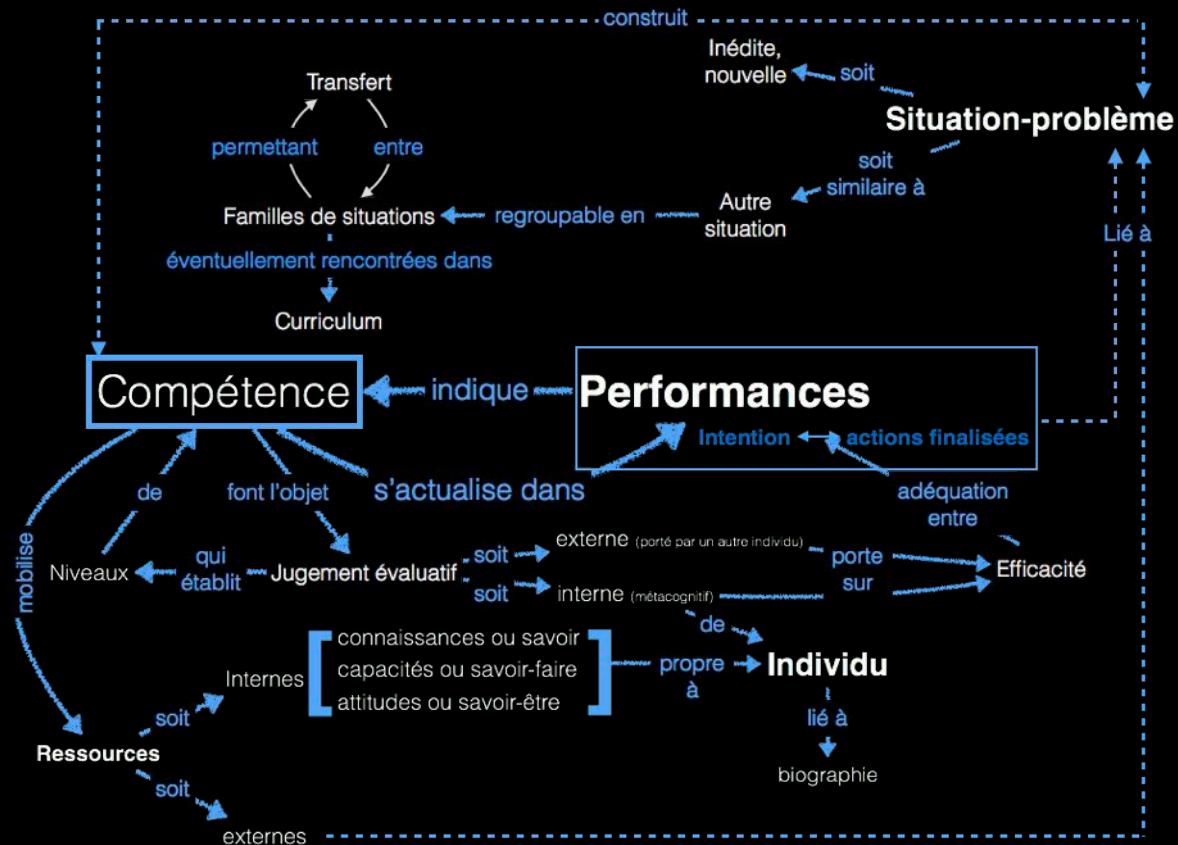 construit
Inédite,
nouvelle
soit
Transfert
Situation-problème
permettant
entre
soit
similaire à
Familles de situations
regroupable en
Autre
situation
Lié à
éventuellement rencontrées dans
Curriculum
Compétence
indique
Performances
Intention
actions finalisées
de
font l'objet
s'actualise dans
adéquation
entre
mobilise
Niveaux
qui
établit
Jugement évaluatif
soit
externe (porté par un autre individu)
porte
sur
Efficacité
soit
interne (métacognitif)
de
connaissances ou savoir
Internes
capacités ou savoir-faire
attitudes ou savoir-être
propre
à
Individu
soit
lié à
Ressources
biographie
soit
externes